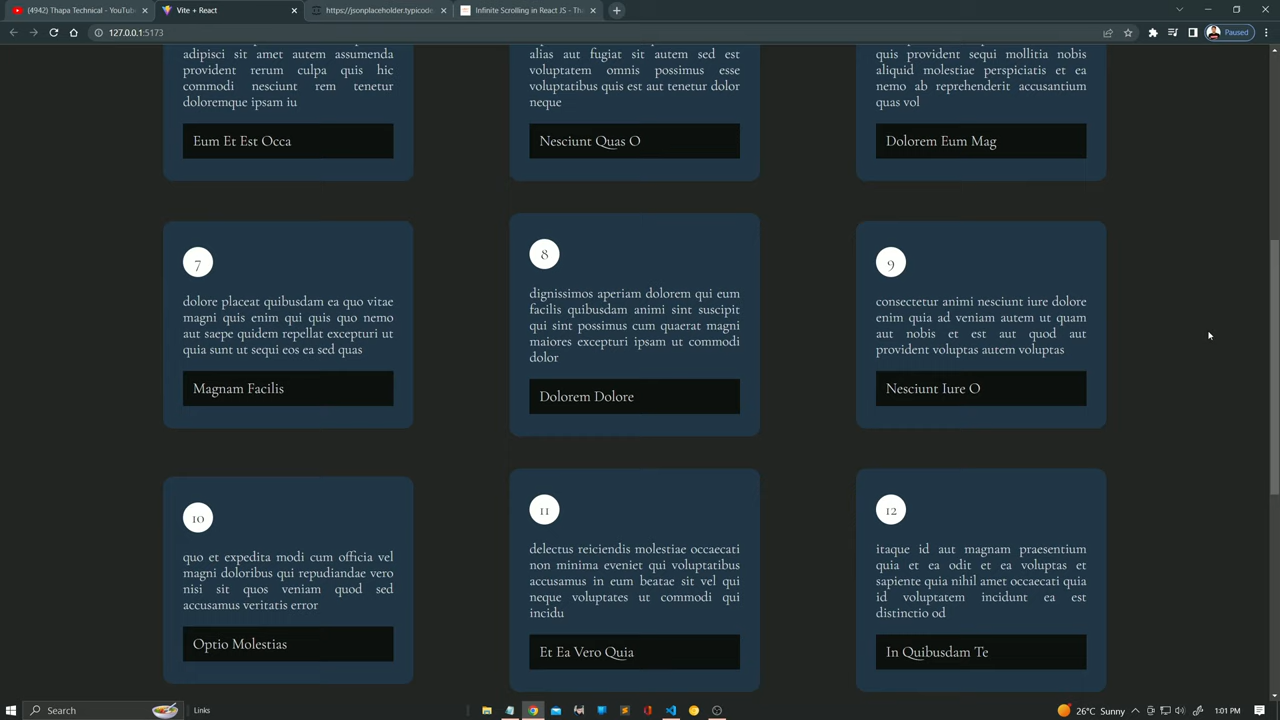 (4942) Thapa Technical - YouTube
Vite + React
https://jsonplaceholder.typicode
Infinite Scrolling in React JS - Tha
127.0.0.1:5173
Paused
adipisci sit amet autem assumenda
provident rerum culpa quis hic
commodi nesciunt rem tenetur
doloremque ipsam iu
Eum Et Est Occa
alias aut fugiat sit autem sed est
voluptatem omnis possimus esse
voluptatibus quis est aut tenetur dolor
neque
Nesciunt Quas O
quis provident sequi mollitia nobis
aliquid molestiae perspiciatis et ea
nemo ab reprehenderit accusantium
quas vol
Dolorem Eum Mag
7
dolore placeat quibusdam ea quo vitae
magni quis enim qui quis quo nemo
aut saepe quidem repellat excepturi ut
quia sunt ut sequi eos ea sed quas
Magnam Facilis
8
dignissimos aperiam dolorem qui eum
facilis quibusdam animi sint suscipit
qui sint possimus cum quaerat magni
maiores excepturi ipsam ut commodi
dolor
Dolorem Dolore
9
consectetur animi nesciunt iure dolore
enim quia ad veniam autem ut quam
aut nobis et est aut quod aut
provident voluptas autem voluptas
Nesciunt Iure O
10
quo et expedita modi cum officia vel
magni doloribus qui repudiandae vero
nisi sit quos veniam quod sed
accusamus veritatis error
Optio Molestias
11
delectus reiciendis molestiae occaecati
non minima eveniet qui voluptatibus
accusamus in eum beatae sit vel qui
neque voluptates ut commodi qui
incidu
Et Ea Vero Quia
12
itaque id aut magnam praesentium
quia et ea odit et ea voluptas et
sapiente quia nihil amet occaecati quia
id voluptatem incidunt ea est
distinctio od
In Quibusdam Te
Search
Links
26°C Sunny
1:01 PM